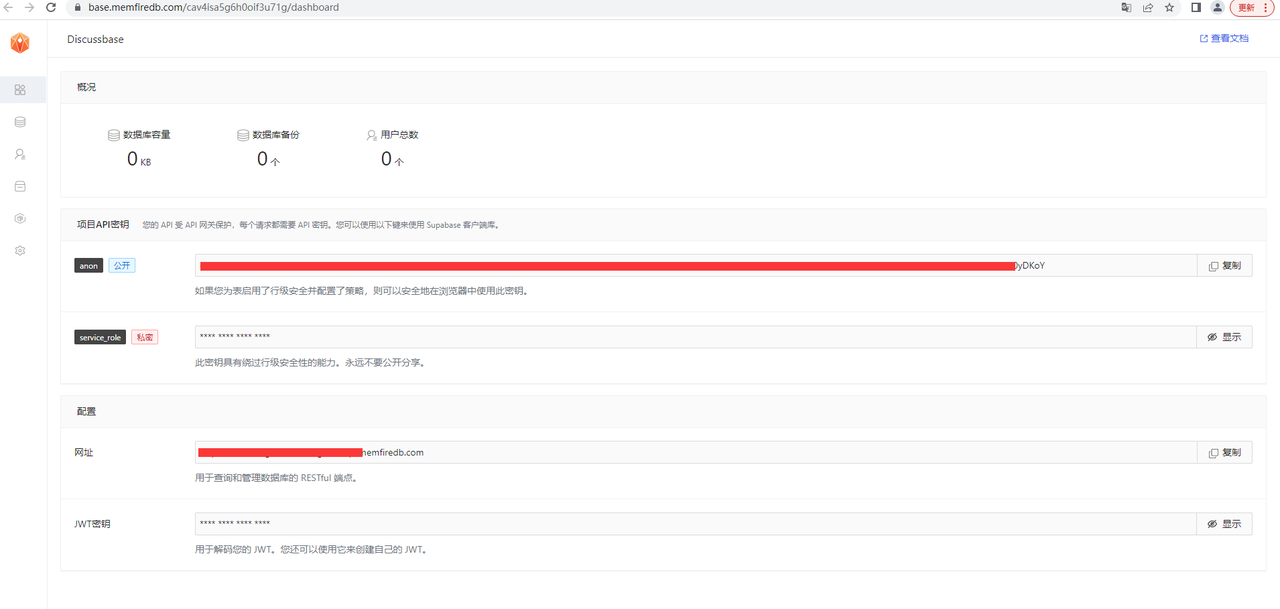 base.memfiredb.com/cav4isa5g6h0oif3u71g/dashboard
更新
Discussbase
查看文档
概况
数据库容量
数据库备份
用户总数
0 KB
0 个
0 个
项目API密钥 您的 API 受 API 网关保护，每个请求都需要 API 密钥。您可以使用以下键来使用 Supabase 客户端库。
anon 公开 yDKoY 复制
如果您为表启用了行级安全并配置了策略，则可以安全地在浏览器中使用此密钥。
service_role 私密 **** **** **** **** 显示
此密钥具有绕过行级安全性的能力。永远不要公开分享。
配置
网址 memfiredb.com 复制
用于查询和管理数据库的 RESTful 端点。
JWT密钥 **** **** **** **** 显示
用于解码您的 JWT。您还可以使用它来创建自己的 JWT。